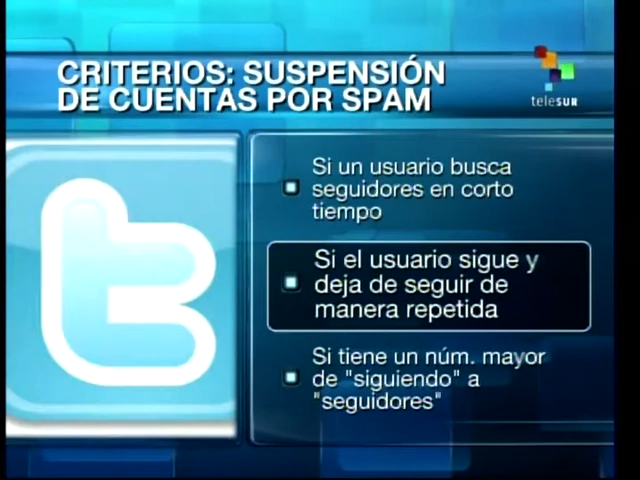 CRITERIOS: SUSPENSIÓN
DE CUENTAS POR SPAM
teleSUR
Si un usuario busca
seguidores en corto
tiempo
Si el usuario sigue y
deja de seguir de
manera repetida
Si tiene un núm. mayor
de "siguiendo" a
"seguidores"
t